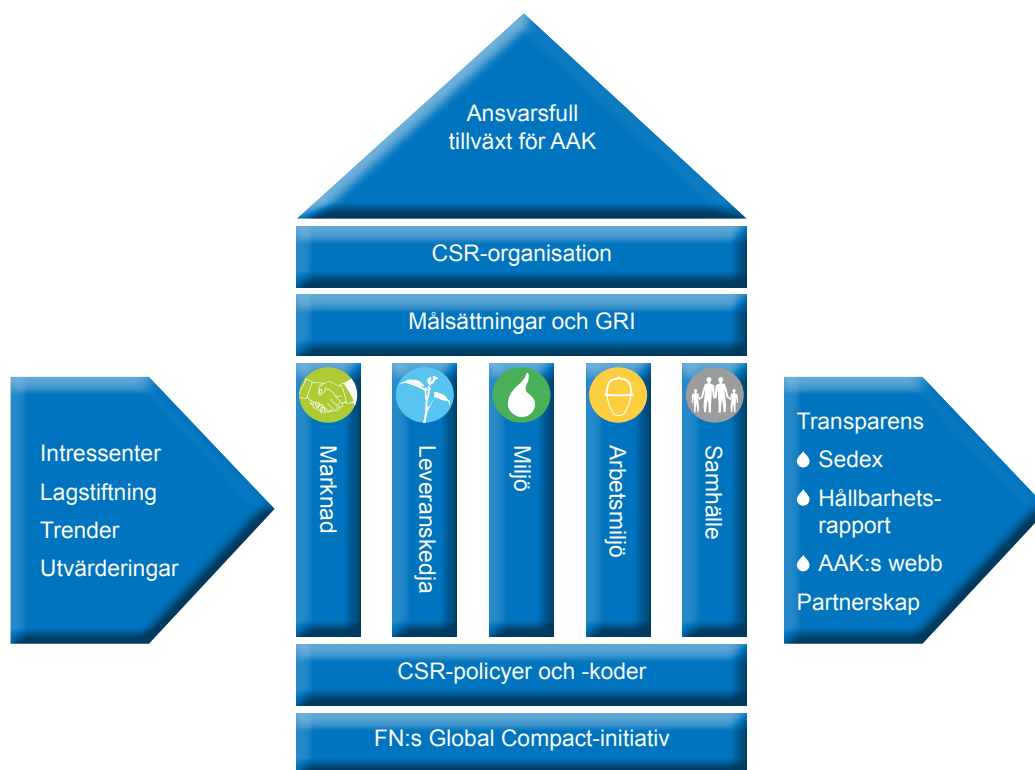 Ansvarsfull
tillväxt för AAK
CSR-organisation
Målsättningar och GRI
Intressenter
Lagstiftning
Trender
Utvärderingar
Marknad
Leveranskedja
Miljö
Arbetsmiljö
Samhälle
Transparens
Sedex
Hållbarhets-
rapport
AAK:s webb
Partnerskap
CSR-policyer och -koder
FN:s Global Compact-initiativ